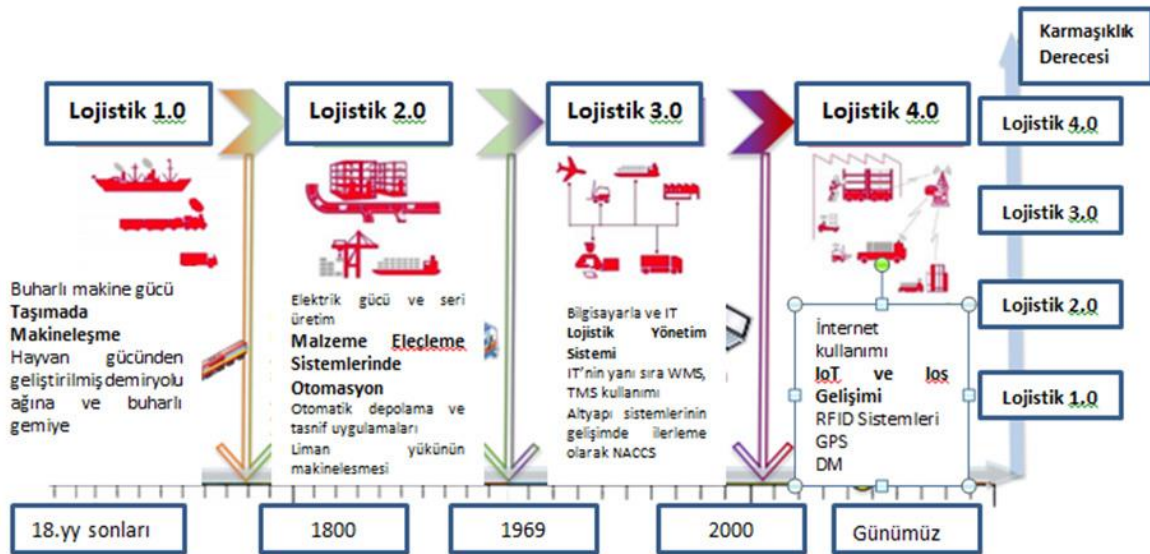 Karmaşıklık
Derecesi
Lojistik 1.0
Lojistik 2.0
Lojistik 3.0
Lojistik 4.0
Buharlı makine gücü
Taşımada
Makineleşme
Hayvan gücünden
geliştirilmiş demiryolu
ağına ve buharlı
gemiye
Elektrik gücü ve seri
üretim
Malzeme Eleçleme
Sistemlerinde
Otomasyon
Otomatik depolama ve
tasnif uygulamaları
Liman yükünün
makinelesmesi
Bilgisayarla ve IT
Lojistik Yönetim
Sistemi
IT'nin yanı sıra WMS,
TMS kullanımı
Altyapı sistemlerinin
gelişimde ilerleme
olarak NACCS
İnternet
kullanımı
IoT ve Ios
Gelişimi
RFID Sistemleri
GPS
DM
Lojistik 4.0
Lojistik 3.0
Lojistik 2.0
Lojistik 1.0
18.yy sonları
1800
1969
2000
Günümüz